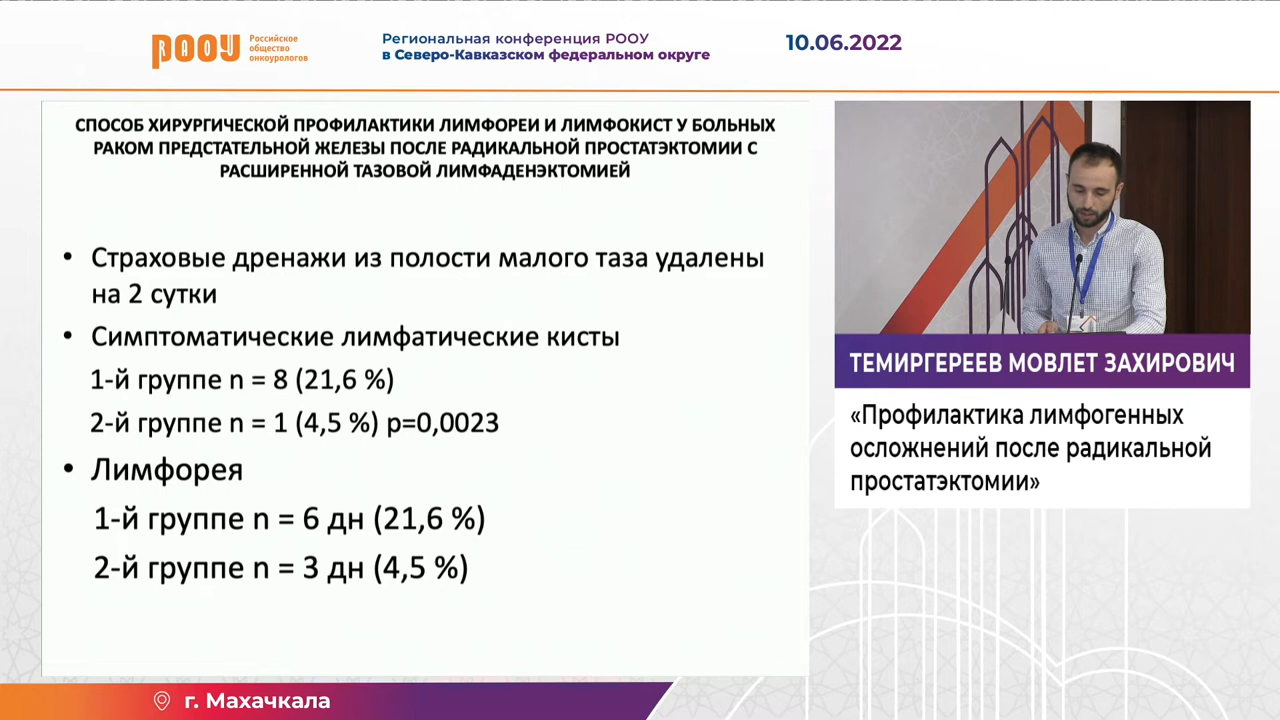 РООУ
Российское
общество
онкоурологов
Региональная конференция РООУ
в Северо-Кавказском федеральном округе
10.06.2022
СПОСОБ ХИРУРГИЧЕСКОЙ ПРОФИЛАКТИКИ ЛИМФОРЕИ И ЛИМФОКИСТ У БОЛЬНЫХ
РАКОМ ПРЕДСТАТЕЛЬНОЙ ЖЕЛЕЗЫ ПОСЛЕ РАДИКАЛЬНОЙ ПРОСТАТЭКТОМИИ С
РАСШИРЕННОЙ ТАЗОВОЙ ЛИМФАДЕНЭКТОМИЕЙ
• Страховые дренажи из полости малого таза удалены
на 2 сутки
• Симптоматические лимфатические кисты
1-й группе n = 8 (21,6 %)
2-й группе n = 1 (4,5 %) p=0,0023
• Лимфорея
1-й группе n = 6 дн (21,6 %)
2-й группе n = 3 дн (4,5 %)
ТЕМИРГЕРЕЕВ МОВЛЕТ ЗАХИРОВИЧ
«Профилактика лимфогенных
осложнений после радикальной
простатэктомии»
г. Махачкала